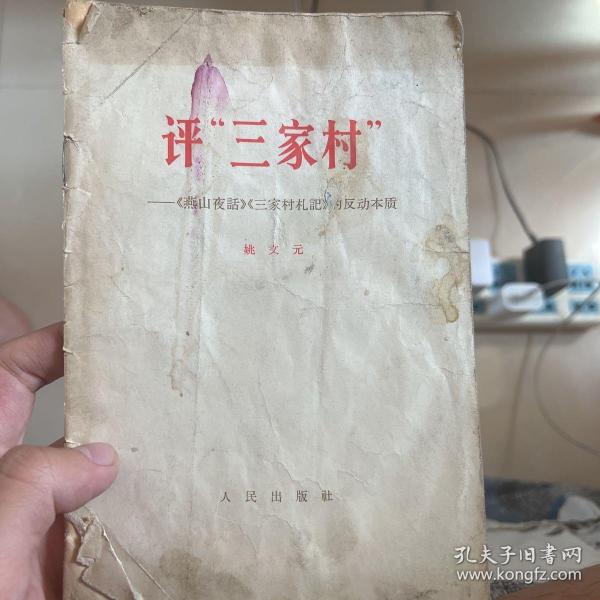 评“三家村”
——《燕山夜話》《三家村札記》的反动本质
姚文元
人民出版社
孔夫子旧书网
www.kongfz.com